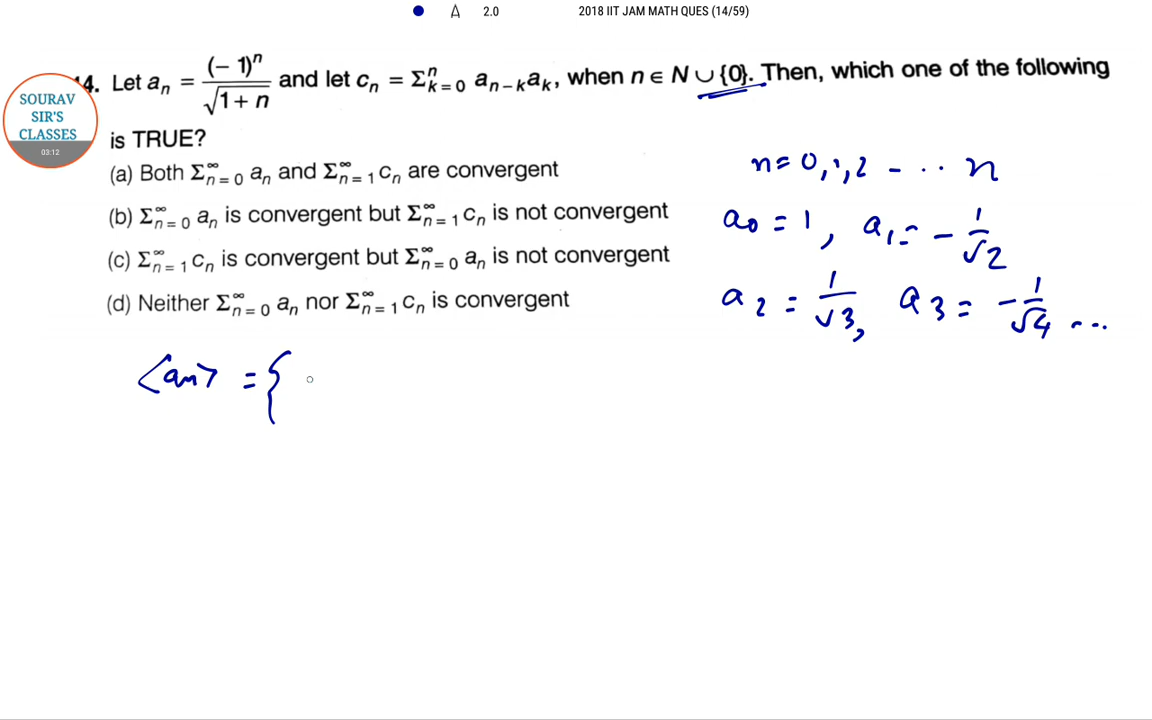 2.0 2018 IIT JAM MATH QUES (14/59)
4. Let aₙ = (– 1)ⁿ / √1 + n and let cₙ = Σⁿₖ₌₀ aₙ₋ₖaₖ, when n ∈ N ∪ {0}. Then, which one of the following
is TRUE?
SOURAV
SIR'S
CLASSES
03:12
(a) Both Σ^∞ₙ₌₀ aₙ and Σ^∞ₙ₌₁ cₙ are convergent
(b) Σ^∞ₙ₌₀ aₙ is convergent but Σ^∞ₙ₌₁ cₙ is not convergent
(c) Σ^∞ₙ₌₁ cₙ is convergent but Σ^∞ₙ₌₀ aₙ is not convergent
(d) Neither Σ^∞ₙ₌₀ aₙ nor Σ^∞ₙ₌₁ cₙ is convergent
n = 0, 1, 2 - ... n
a₀ = 1, a₁ = - 1/√2
a₂ = 1/√3, a₃ = - 1/√4 ...
<an> = {